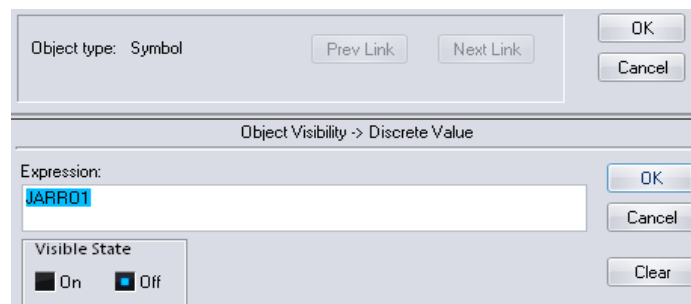 OK
Object type: Symbol Prev Link Next Link
Cancel
Object Visibility -> Discrete Value
Expression:
OK
JARRO1
Cancel
Visible State
On Off
Clear